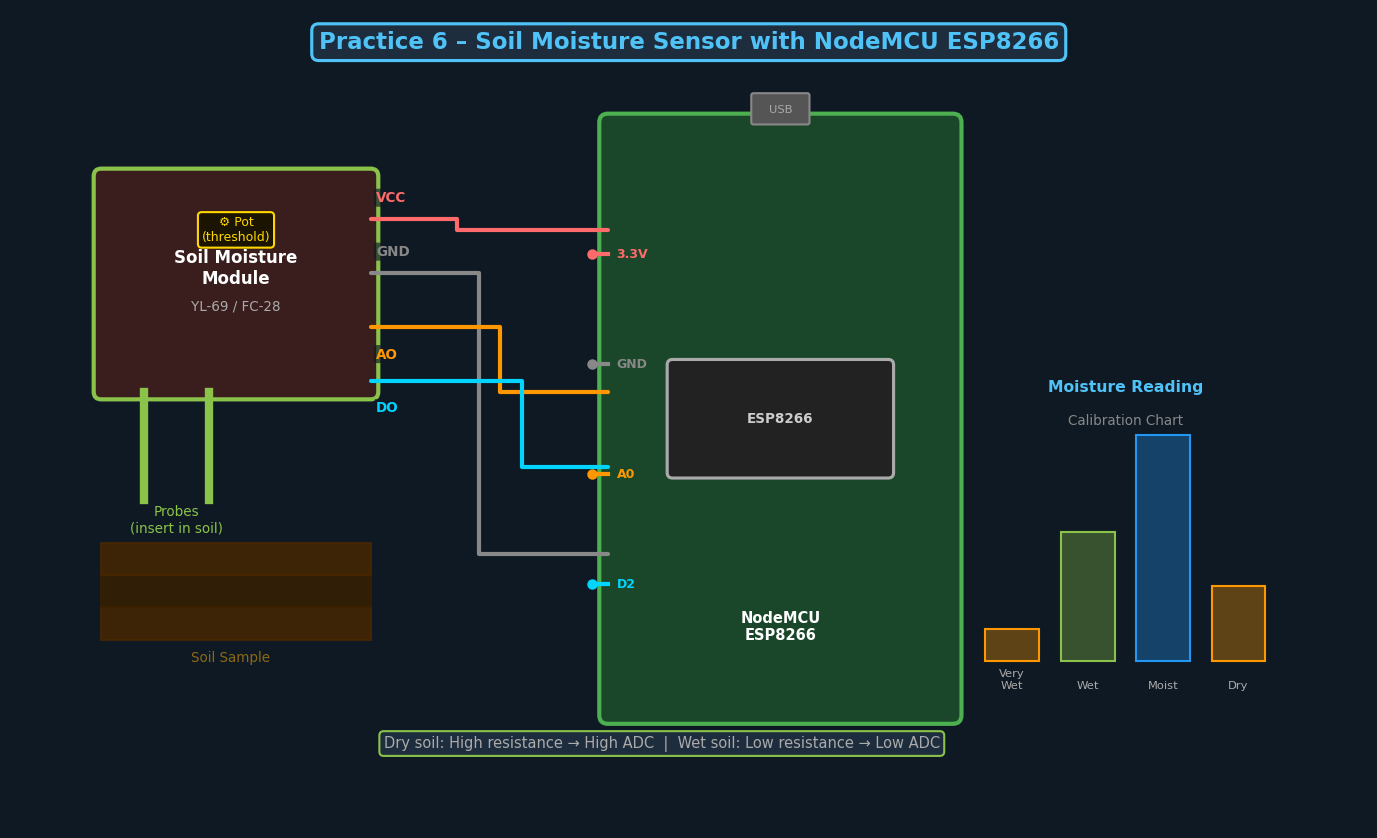 Practice 6 – Soil Moisture Sensor with NodeMCU ESP8266
USB
VCC
⚙ Pot
(threshold)
Soil Moisture
Module
YL-69 / FC-28
GND
3.3V
AO
GND
DO
ESP8266
Moisture Reading
Calibration Chart
A0
Probes
(insert in soil)
D2
NodeMCU
ESP8266
Soil Sample
Very
Wet
Wet
Moist
Dry
Dry soil: High resistance → High ADC | Wet soil: Low resistance → Low ADC